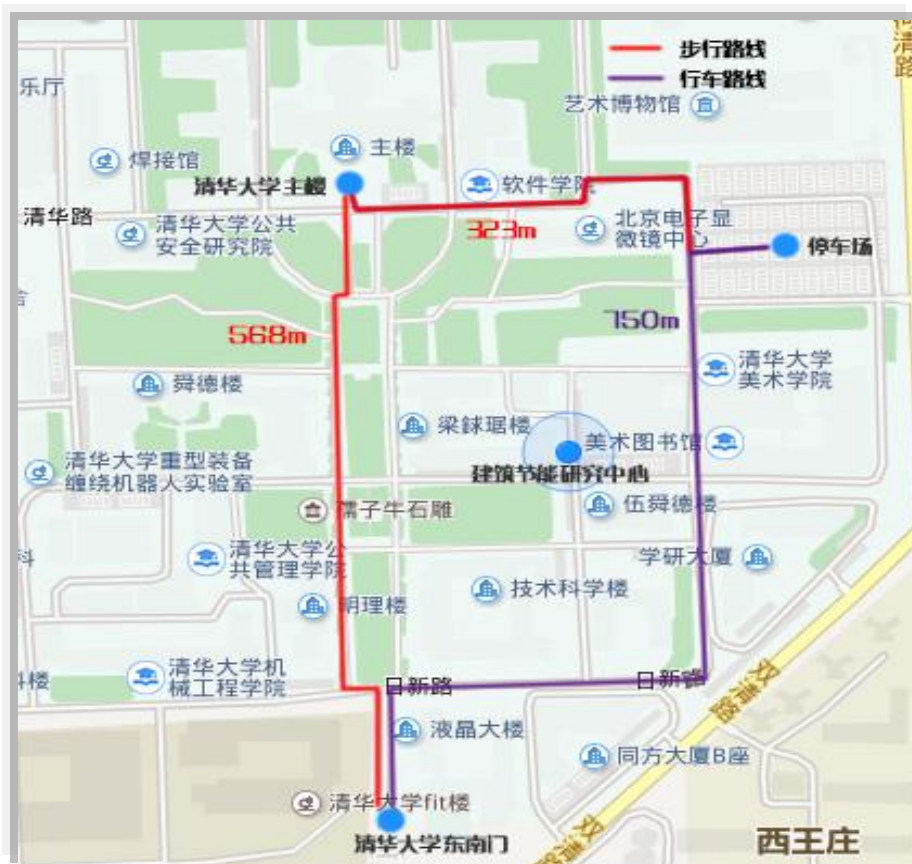 步行路线
行车路线
清路
乐厅
艺术博物馆
主楼
焊接馆
清华大学主楼
软件学院
清华路
清华大学公共
安全研究院
323m
北京电子显
微镜中心
停车场
568m
750m
清华大学
美术学院
舜德楼
梁銶琚楼
美术图书馆
清华大学重型装备
缠绕机器人实验室
建筑节能研究中心
孺子牛石雕
伍舜德楼
清华大学公
共管理学院
学研大厦
技术科学楼
明理楼
清华大学机
械工程学院
日新路
日新路
双清路
液晶大楼
同方大厦B座
清华大学fit楼
清华大学东南门
双清
西王庄